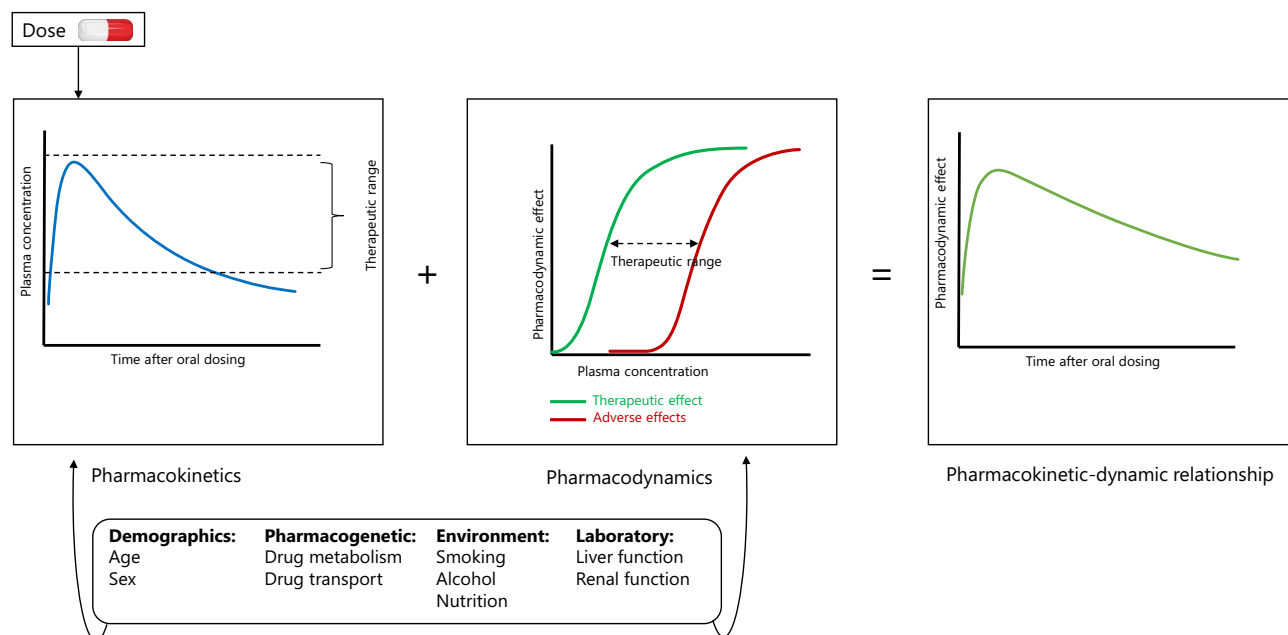 Dose
Plasma concentration
Therapeutic range
Time after oral dosing
Pharmacokinetics
+
Pharmacodynamic effect
Therapeutic range
Plasma concentration
Therapeutic effect
Adverse effects
Pharmacodynamics
=
Pharmacodynamic effect
Time after oral dosing
Pharmacokinetic-dynamic relationship
Demographics:
Age
Sex
Pharmacogenetic:
Drug metabolism
Drug transport
Environment:
Smoking
Alcohol
Nutrition
Laboratory:
Liver function
Renal function